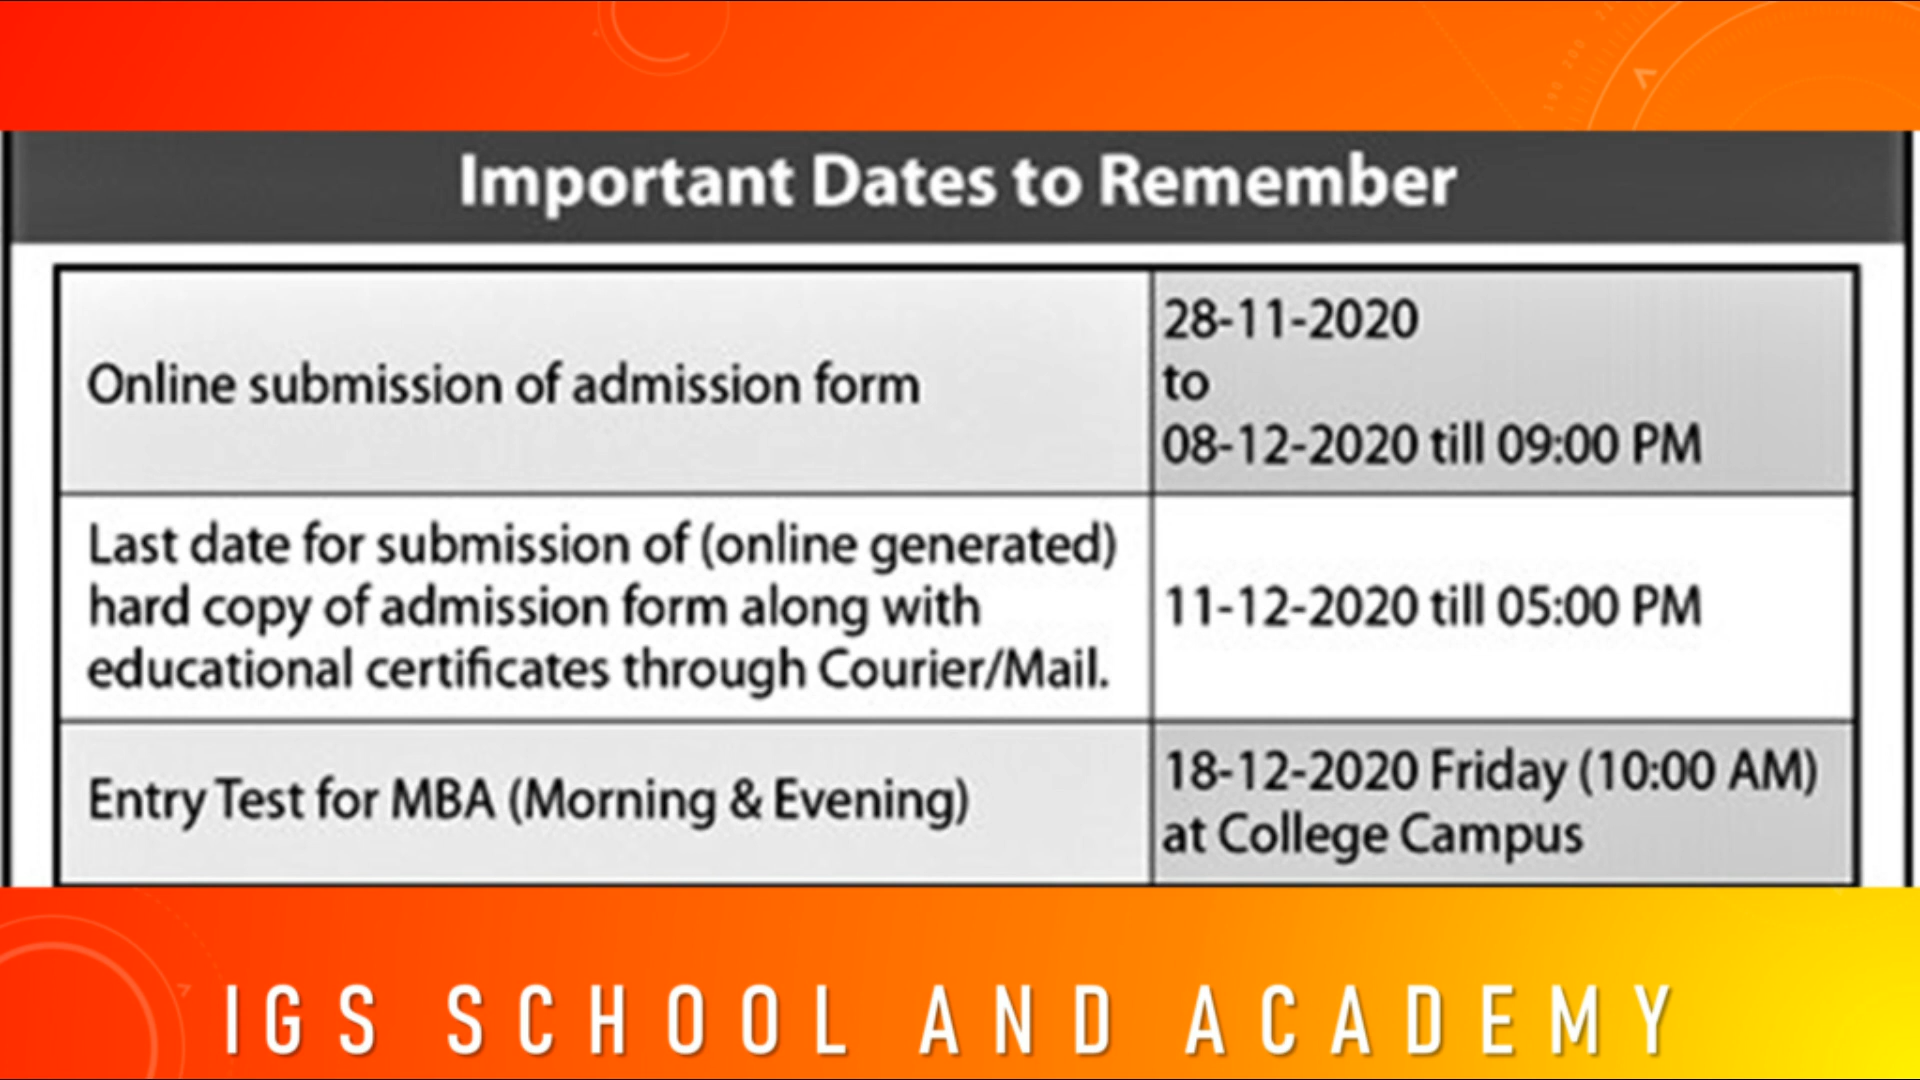 Important Dates to Remember
Online submission of admission form
28-11-2020
to
08-12-2020 till 09:00 PM
Last date for submission of (online generated)
hard copy of admission form along with
educational certificates through Courier/Mail.
11-12-2020 till 05:00 PM
Entry Test for MBA (Morning & Evening)
18-12-2020 Friday (10:00 AM)
at College Campus
IGS SCHOOL AND ACADEMY